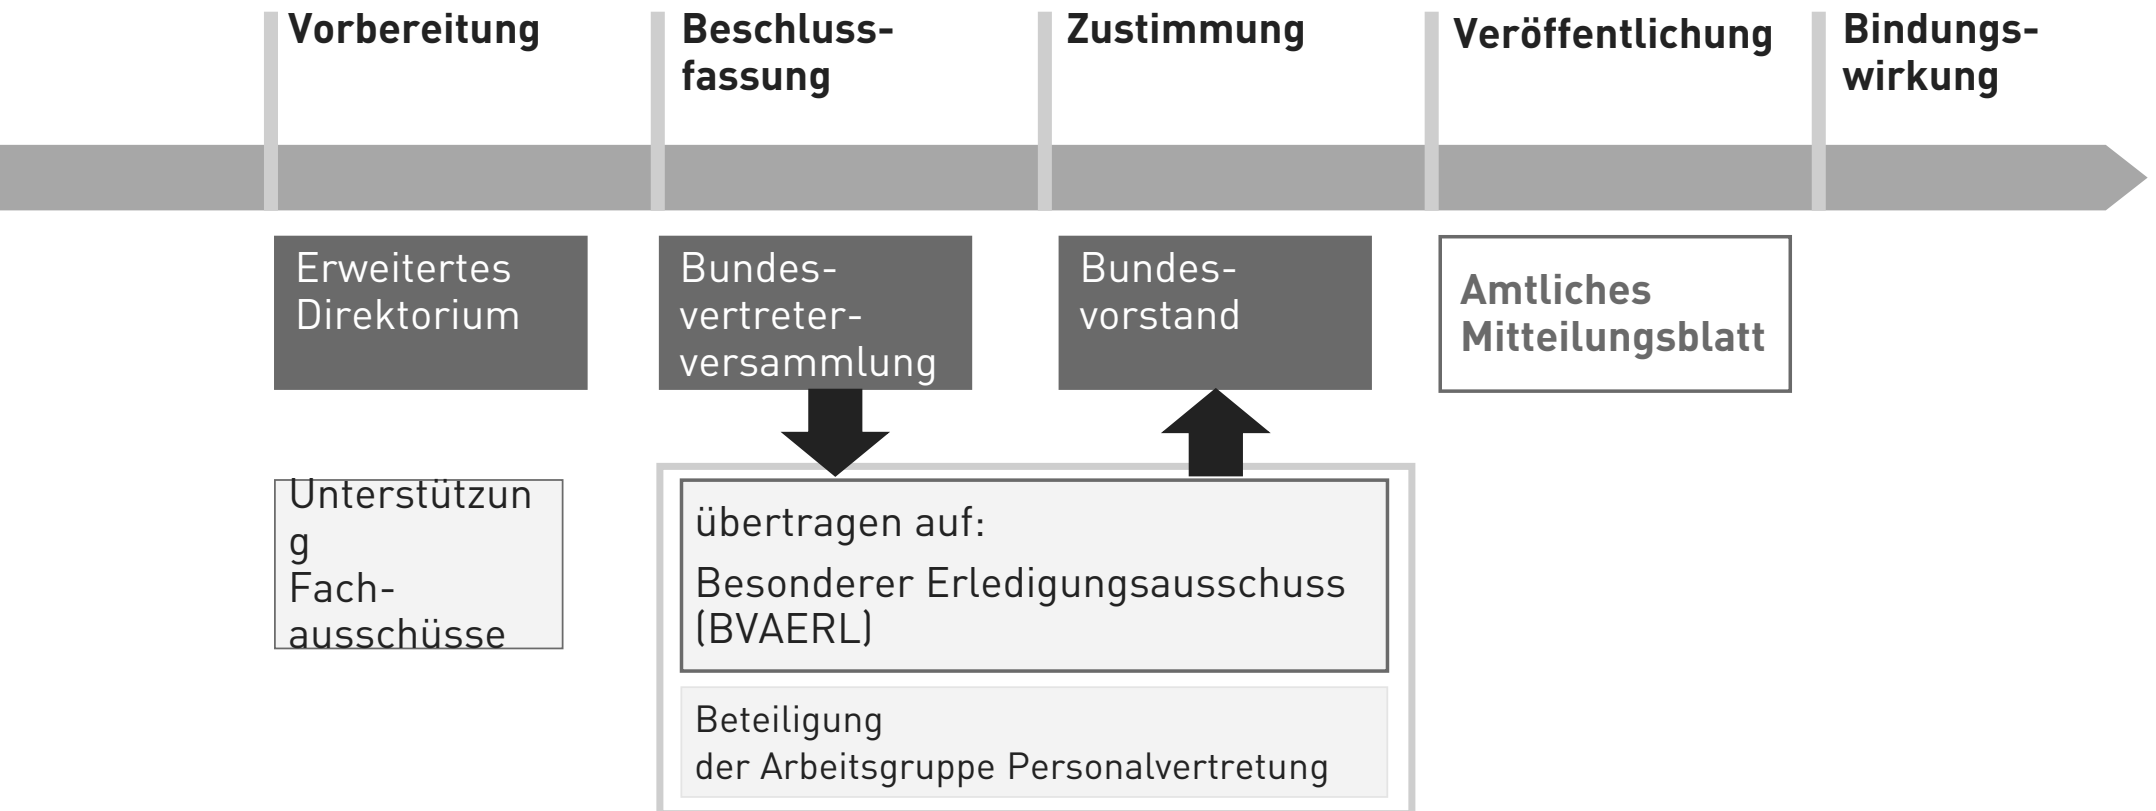 Vorbereitung
Beschluss-
fassung
Zustimmung
Veröffentlichung
Bindungs-
wirkung
Erweitertes
Direktorium
Bundes-
vertreter-
versammlung
Bundes-
vorstand
Amtliches
Mitteilungsblatt
Unterstützun
g
Fach-
ausschüsse
übertragen auf:
Besonderer Erledigungsausschuss
(BVAERL)
Beteiligung
der Arbeitsgruppe Personalvertretung